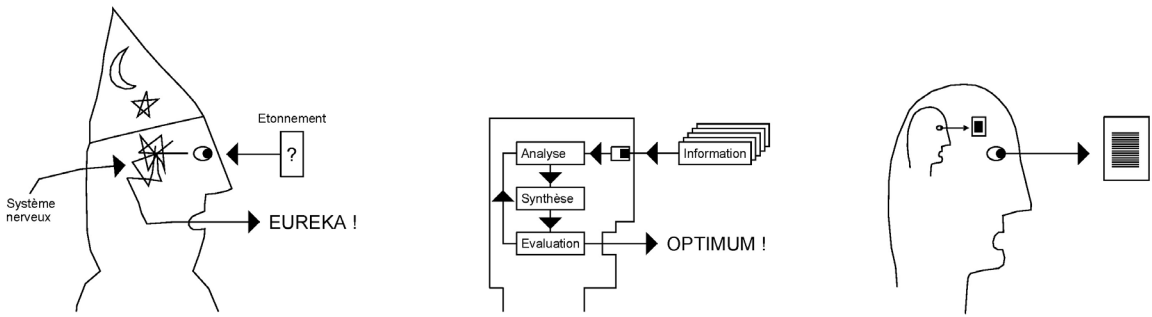 Etonnement
?
Système
nerveux
EUREKA !
Analyse
Information
Synthèse
Evaluation
OPTIMUM !